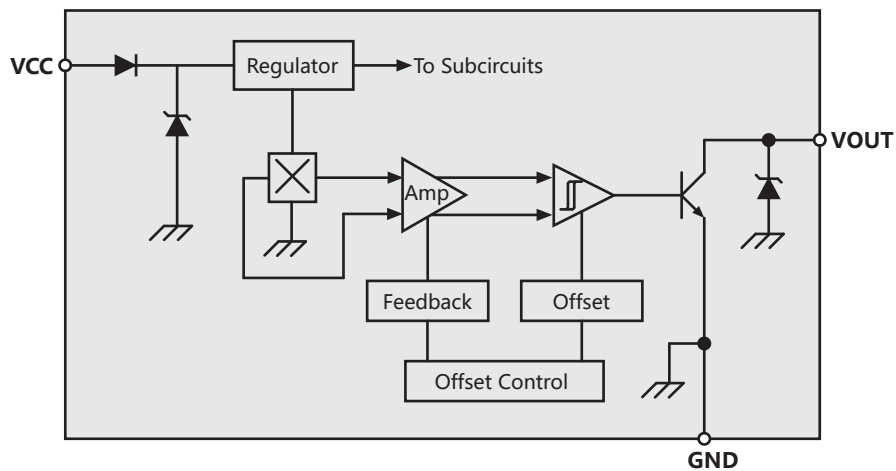 VCC
Regulator
To Subcircuits
VOUT
Amp
Feedback
Offset
Offset Control
GND